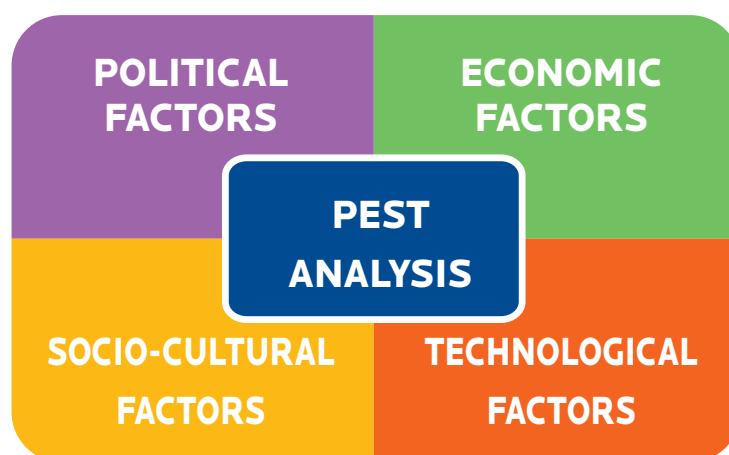 POLITICAL
FACTORS
ECONOMIC
FACTORS
PEST
ANALYSIS
SOCIO-CULTURAL
FACTORS
TECHNOLOGICAL
FACTORS